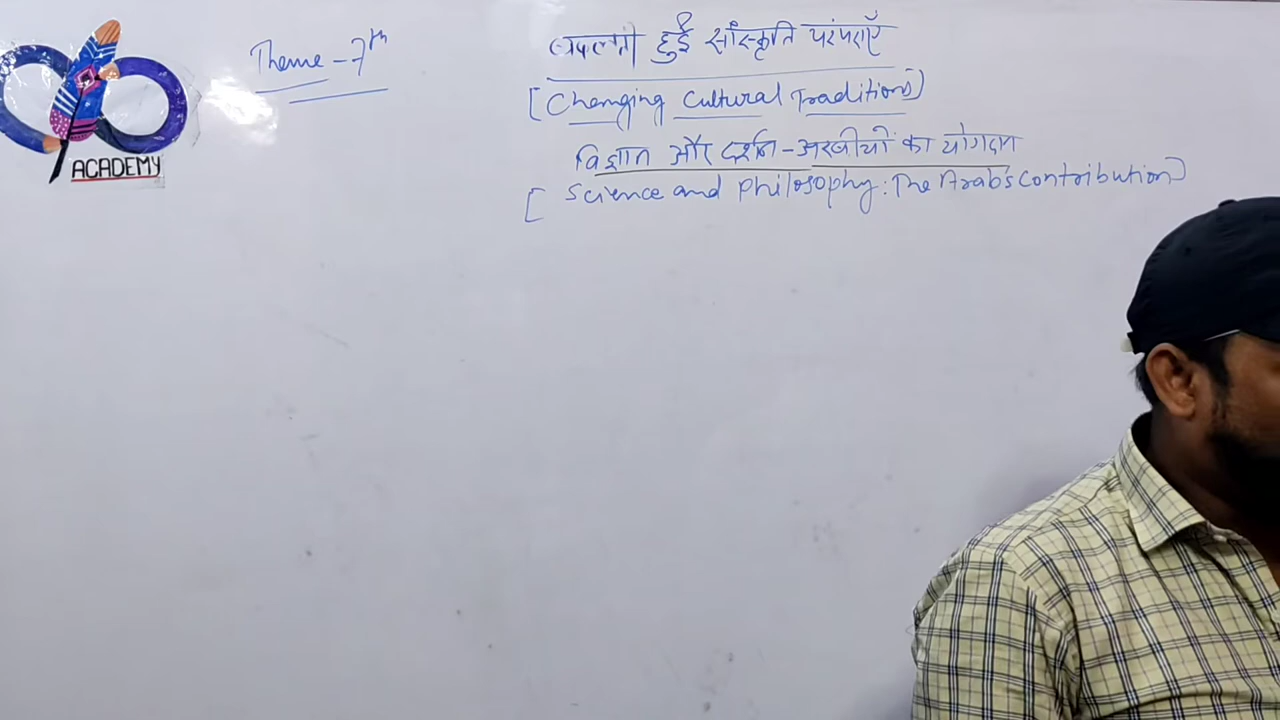 ACADEMY
Theme - 7th
बदलती हुई साँस्कृति परंपराएँ
[Changing Cultural Traditions]
विज्ञान और दर्शन - अरबीयों का योगदान
[Science and Philosophy: The Arab's contribution]